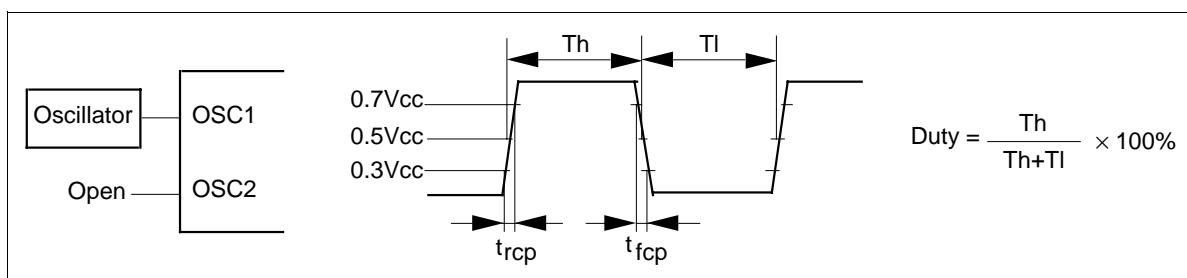 Oscillator
OSC1
Open
OSC2
Th
Tl
0.7Vcc
0.5Vcc
0.3Vcc
trcp
tfcp
Duty = Th / Th+Tl × 100%